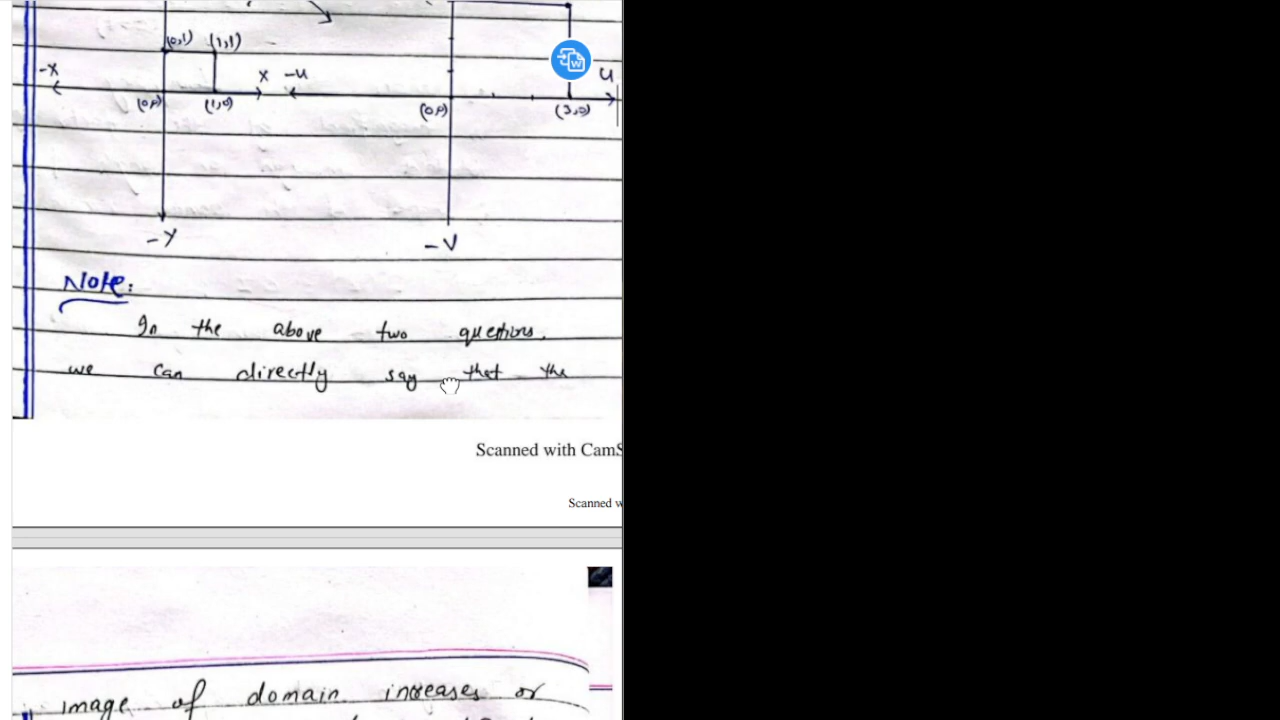 (0,1) (1,1)
-X X -U U
(0,0) (1,0) (0,0) (3,0)
-Y -V
Note:
In the above two questions,
we can directly say that the
Scanned with CamS
Scanned w
image of domain increases or